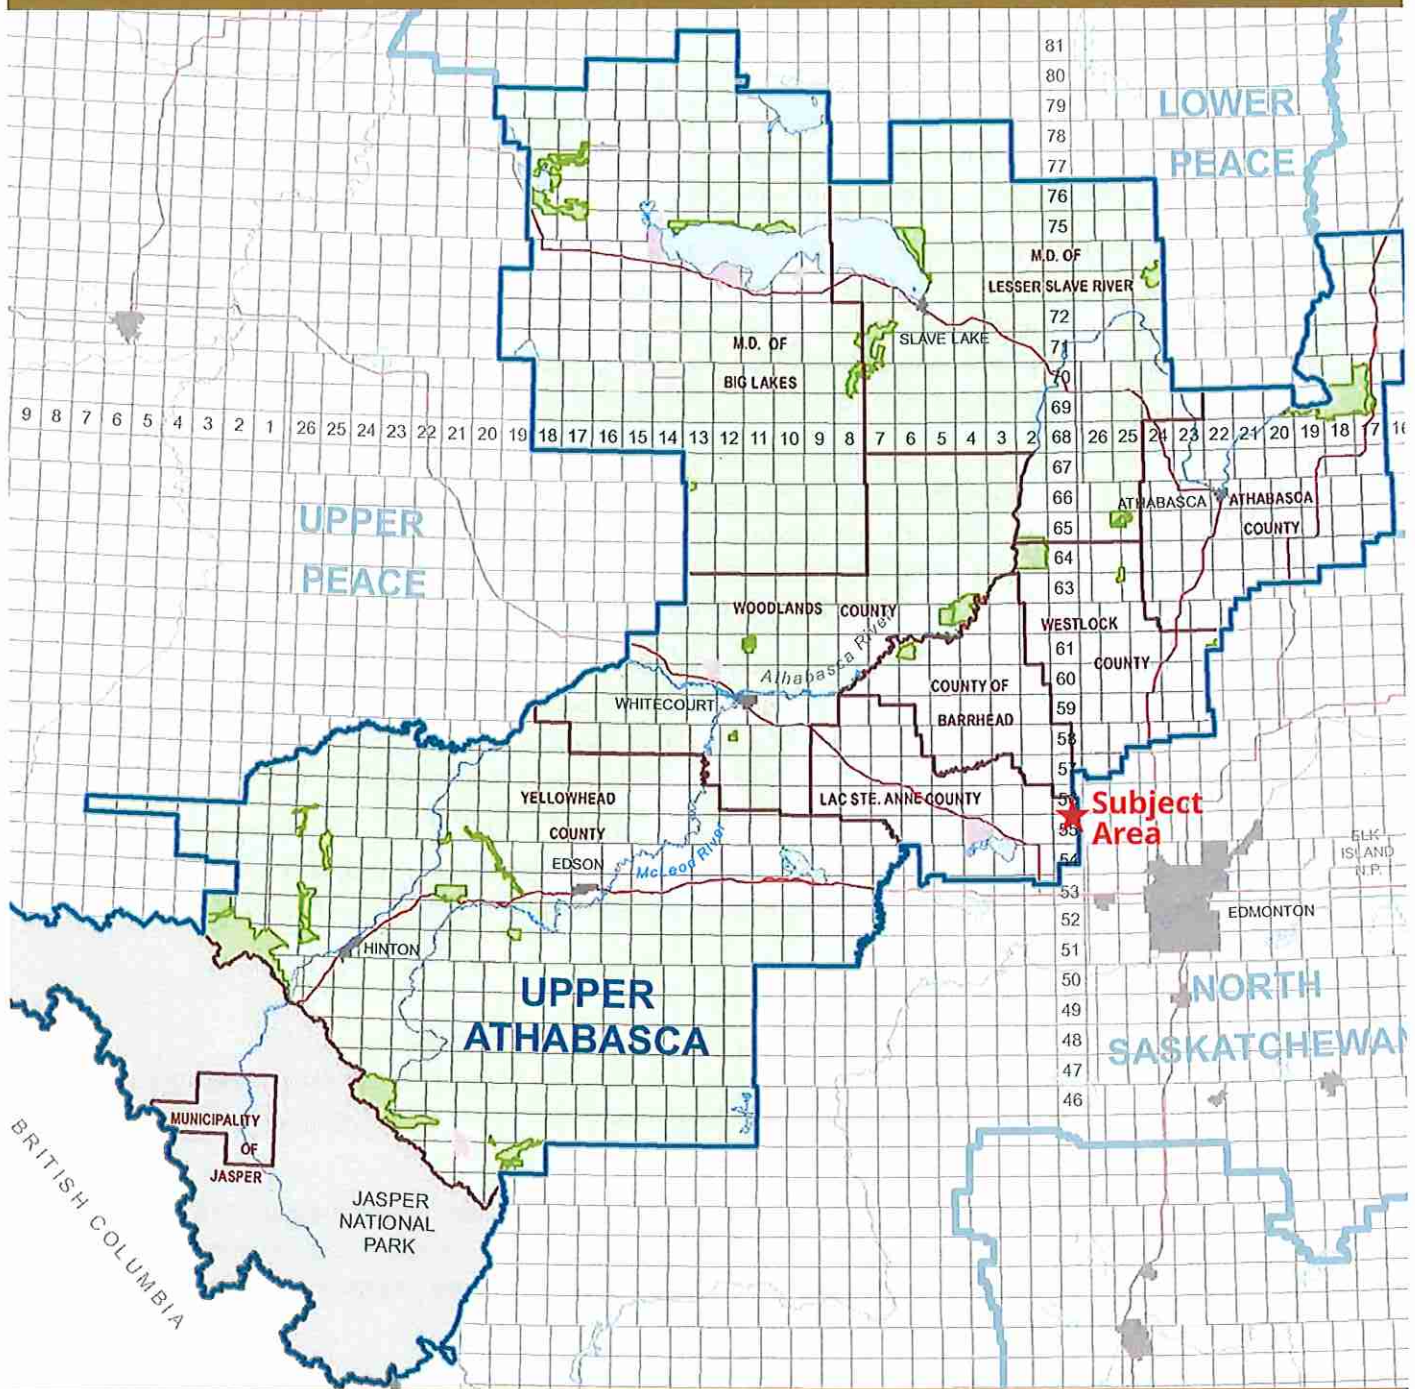 81
80
LOWER
79
78
PEACE
77
76
75
M.D. OF
LESSER SLAVE RIVER
72
SLAVE LAKE
M.D. OF
71
BIG LAKES
70
69
9 8 7 6 5 4 3 2 1 26 25 24 23 22 21 20 19 18 17 16 15 14 13 12 11 10 9 8 7 6 5 4 3 2 68 26 25 24 23 22 21 20 19 18 17 16
67
66
ATHABASCA
ATHABASCA
COUNTY
65
UPPER
PEACE
64
63
WOODLANDS COUNTY
WESTLOCK
61
COUNTY
Athabasca River
60
COUNTY OF
BARRHEAD
59
WHITECOURT
58
57
YELLOWHEAD
COUNTY
LAC STE. ANNE COUNTY
56
Subject
Area
55
ELK
ISLAND
N.P.
McLeod River
EDSON
54
53
52
EDMONTON
51
HINTON
50
UPPER
ATHABASCA
NORTH
SASKATCHEWAN
49
48
47
46
MUNICIPALITY
OF
JASPER
JASPER
NATIONAL
PARK
BRITISH COLUMBIA